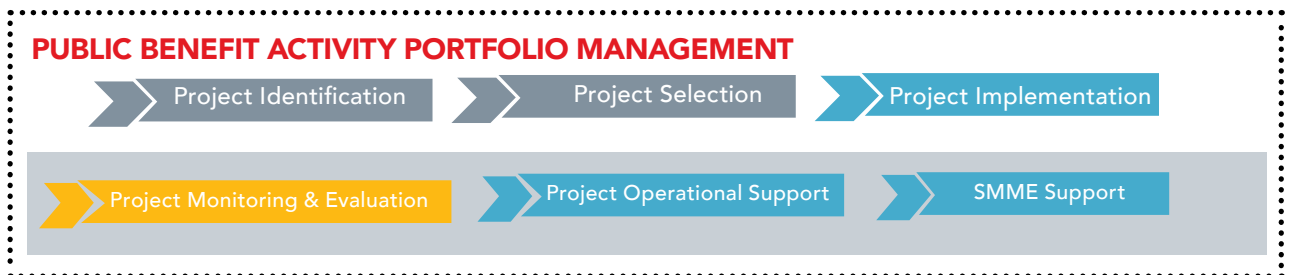 PUBLIC BENEFIT ACTIVITY PORTFOLIO MANAGEMENT
Project Identification
Project Selection
Project Implementation
Project Monitoring & Evaluation
Project Operational Support
SMME Support